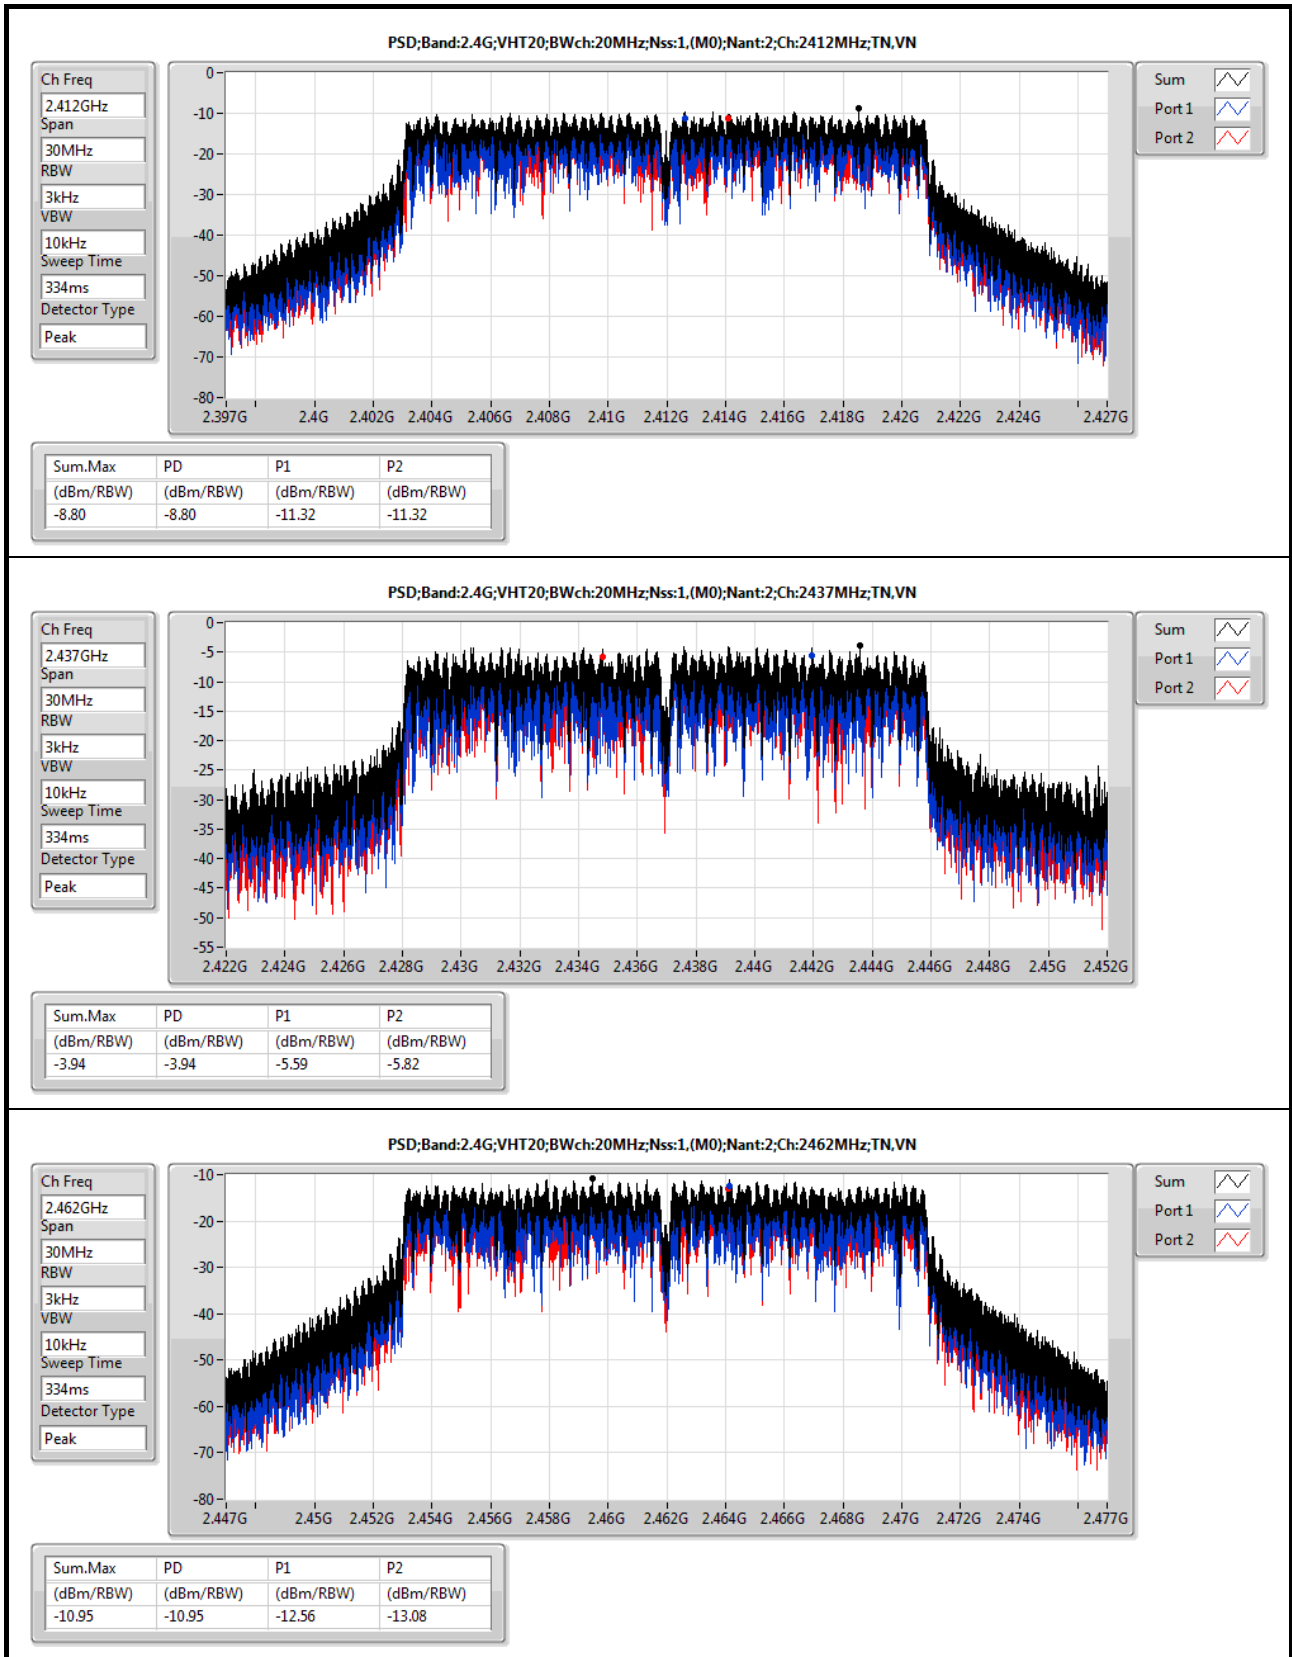 PSD;Band:2.4G;VHT20;BWch:20MHz;Nss:1,(M0);Nant:2;Ch:2412MHz;TN,VN
Ch Freq
2.412GHz
Span
30MHz
RBW
3kHz
VBW
10kHz
Sweep Time
334ms
Detector Type
Peak
0
-10
-20
-30
-40
-50
-60
-70
-80
2.397G 2.4G 2.402G 2.404G 2.406G 2.408G 2.41G 2.412G 2.414G 2.416G 2.418G 2.42G 2.422G 2.424G 2.427G
Sum
Port 1
Port 2
Sum.Max PD P1 P2
(dBm/RBW) (dBm/RBW) (dBm/RBW) (dBm/RBW)
-8.80 -8.80 -11.32 -11.32
PSD;Band:2.4G;VHT20;BWch:20MHz;Nss:1,(M0);Nant:2;Ch:2437MHz;TN,VN
Ch Freq
2.437GHz
Span
30MHz
RBW
3kHz
VBW
10kHz
Sweep Time
334ms
Detector Type
Peak
0
-5
-10
-15
-20
-25
-30
-35
-40
-45
-50
-55
2.422G 2.424G 2.426G 2.428G 2.43G 2.432G 2.434G 2.436G 2.438G 2.44G 2.442G 2.444G 2.446G 2.448G 2.45G 2.452G
Sum
Port 1
Port 2
Sum.Max PD P1 P2
(dBm/RBW) (dBm/RBW) (dBm/RBW) (dBm/RBW)
-3.94 -3.94 -5.59 -5.82
PSD;Band:2.4G;VHT20;BWch:20MHz;Nss:1,(M0);Nant:2;Ch:2462MHz;TN,VN
Ch Freq
2.462GHz
Span
30MHz
RBW
3kHz
VBW
10kHz
Sweep Time
334ms
Detector Type
Peak
-10
-20
-30
-40
-50
-60
-70
-80
2.447G 2.45G 2.452G 2.454G 2.456G 2.458G 2.46G 2.462G 2.464G 2.466G 2.468G 2.47G 2.472G 2.474G 2.477G
Sum
Port 1
Port 2
Sum.Max PD P1 P2
(dBm/RBW) (dBm/RBW) (dBm/RBW) (dBm/RBW)
-10.95 -10.95 -12.56 -13.08